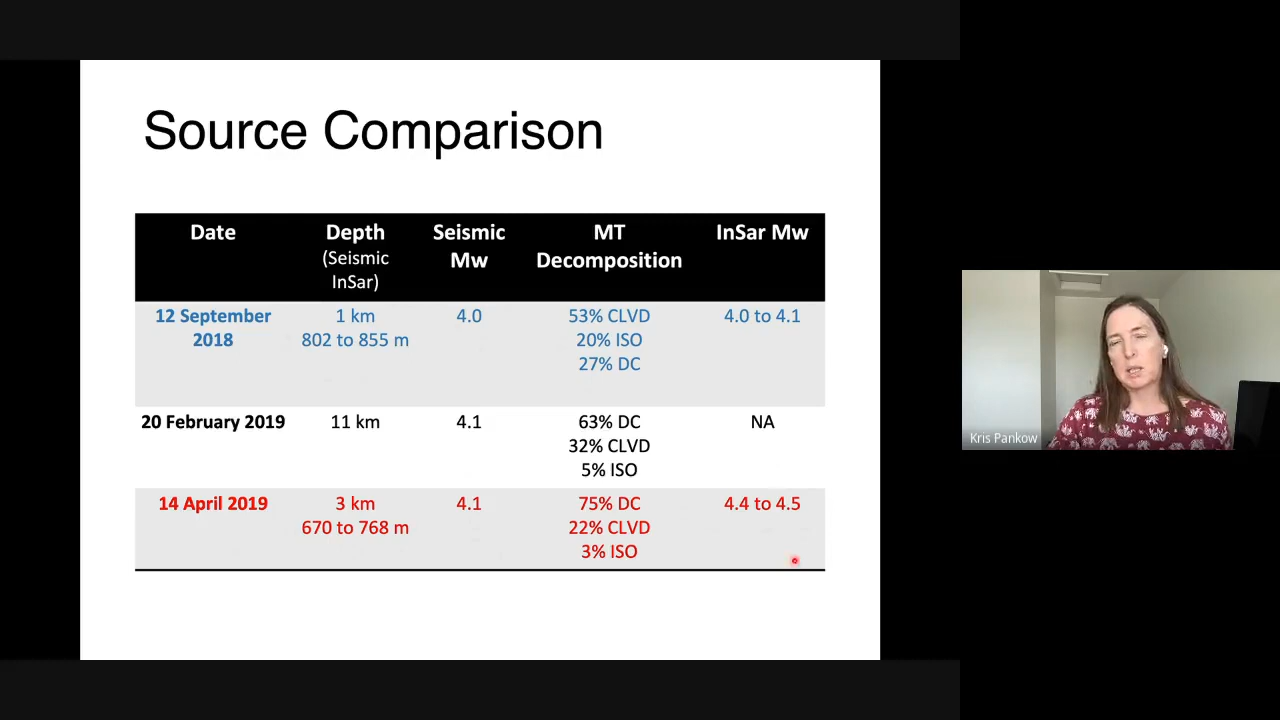 Source Comparison
Date Depth Seismic MT InSar Mw
(Seismic Mw Decomposition
InSar)
12 September 1 km 4.0 53% CLVD 4.0 to 4.1
2018 802 to 855 m 20% ISO
27% DC
20 February 2019 11 km 4.1 63% DC NA
32% CLVD
5% ISO
14 April 2019 3 km 4.1 75% DC 4.4 to 4.5
670 to 768 m 22% CLVD
3% ISO
Kris Pankow